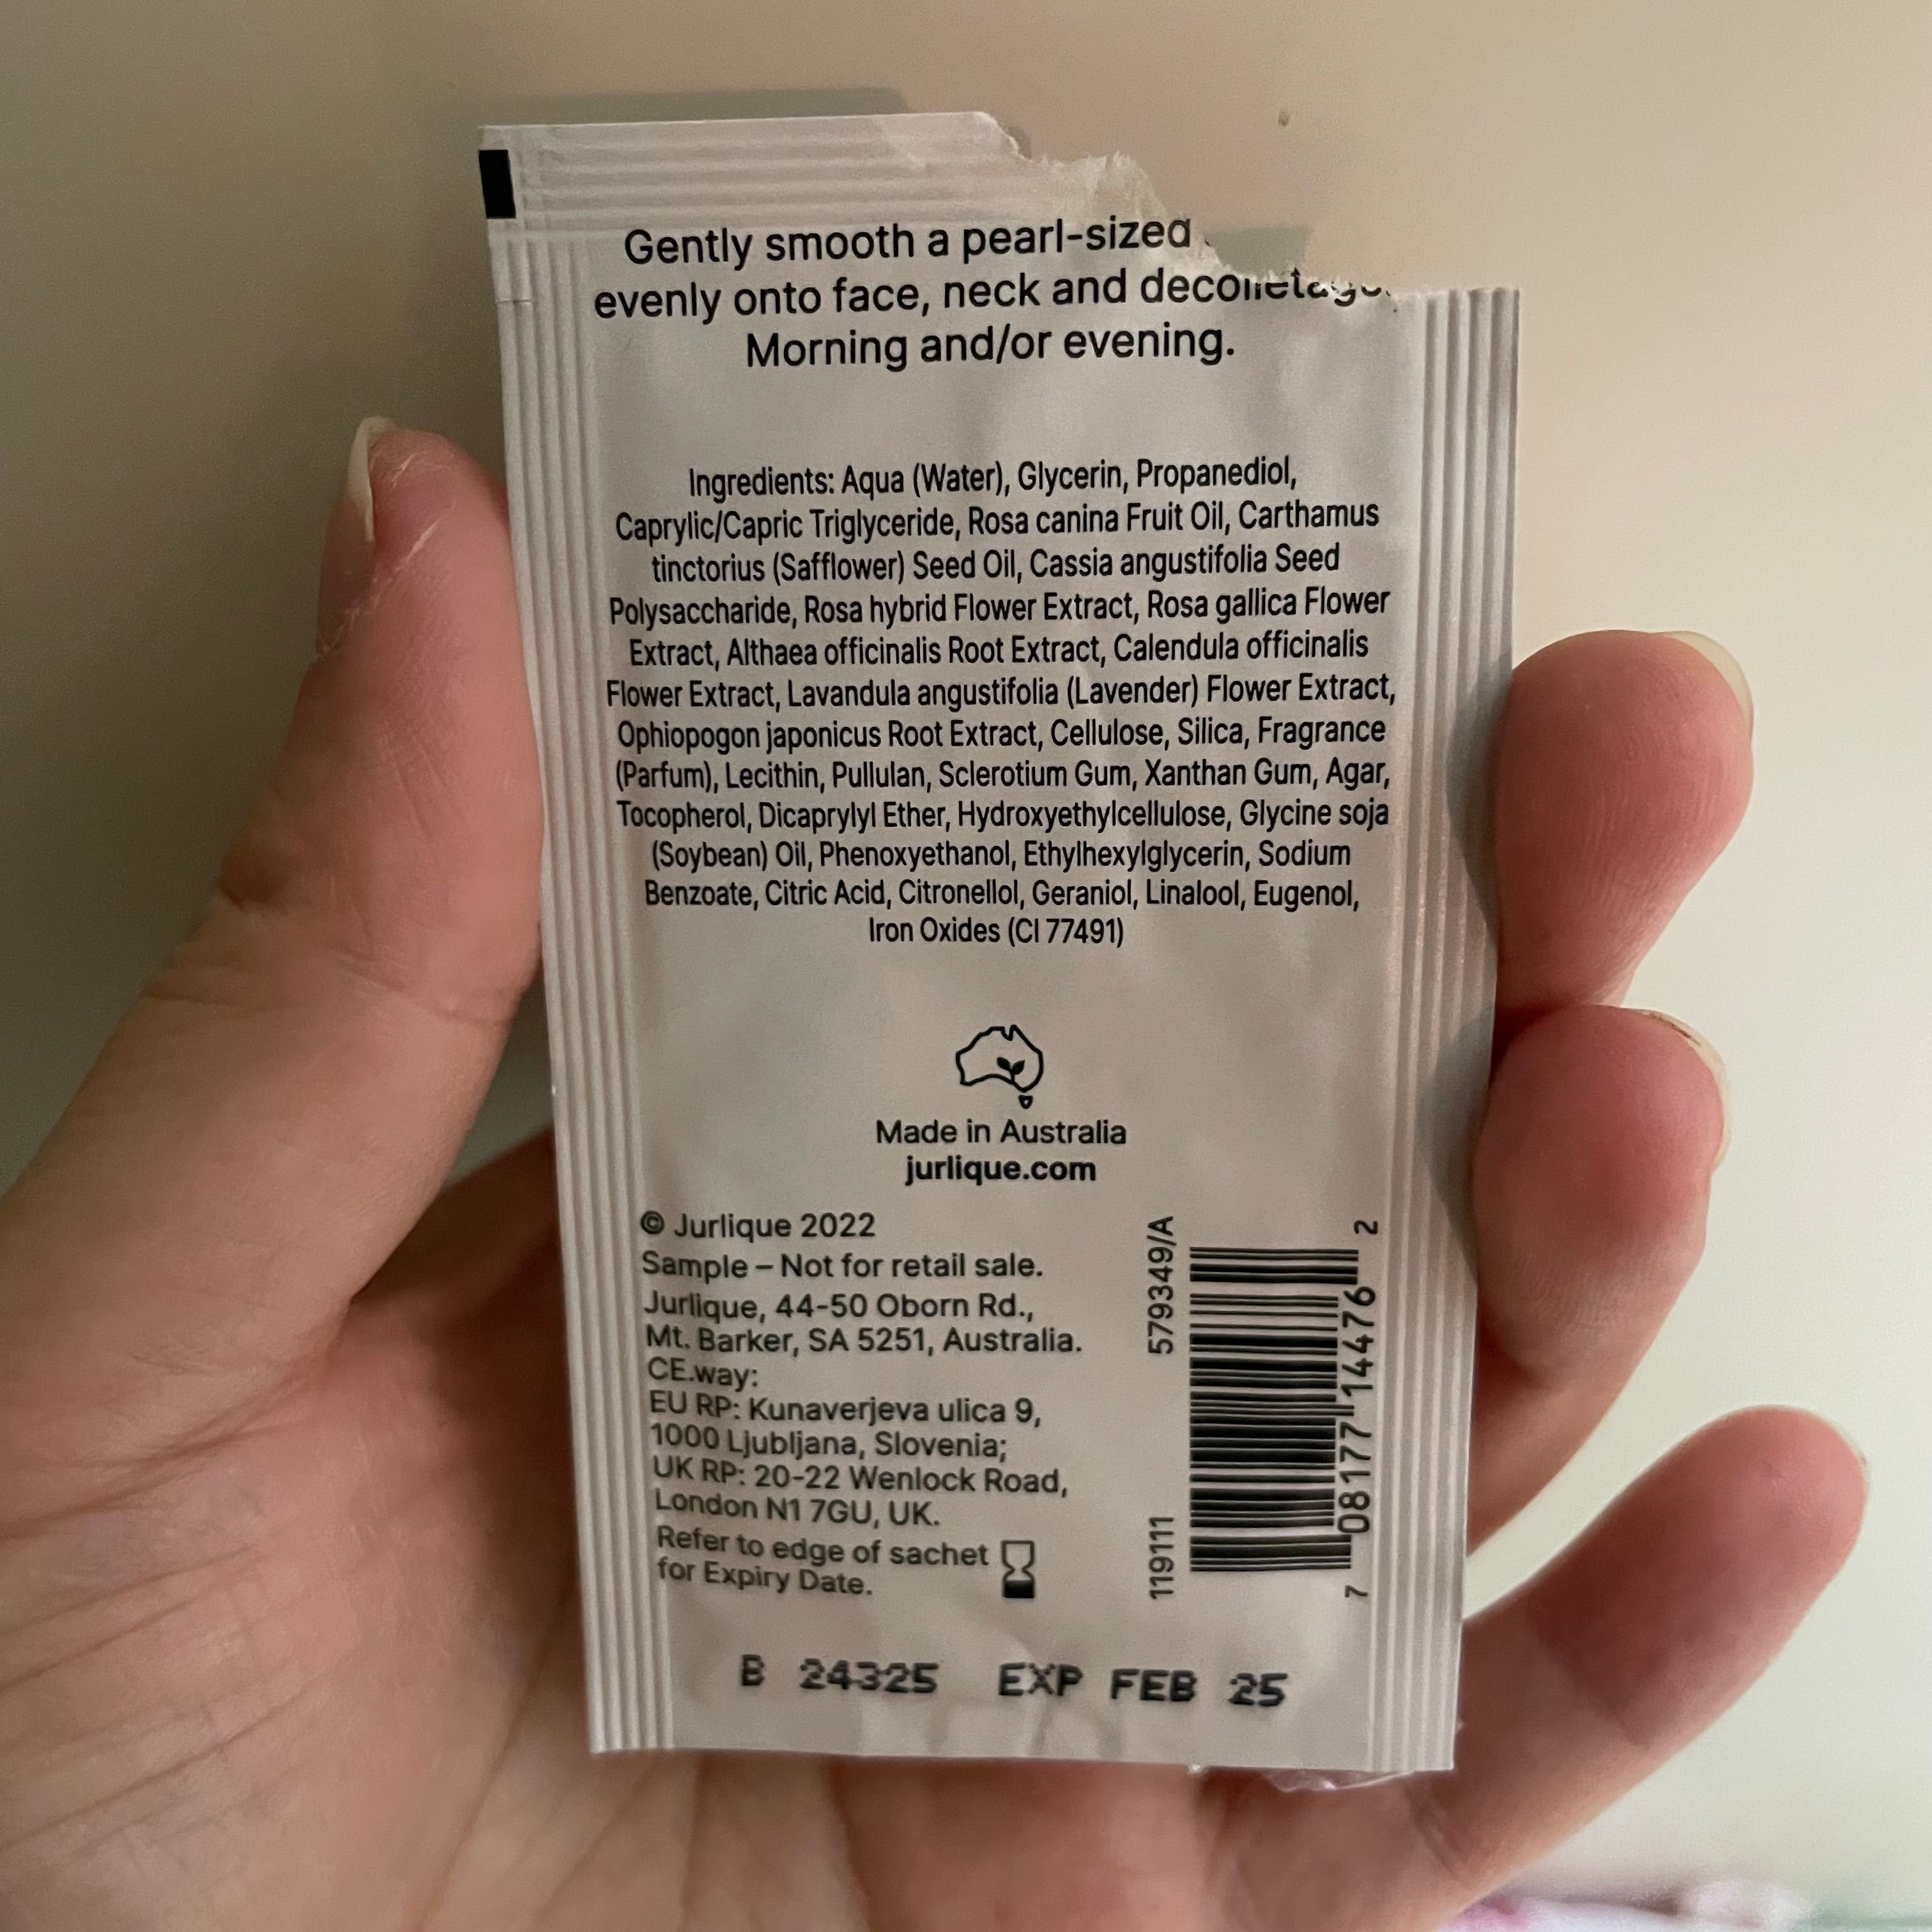 Gently smooth a pearl-sized
evenly onto face, neck and decolletage.
Morning and/or evening.
Ingredients: Aqua (Water), Glycerin, Propanediol,
Caprylic/Capric Triglyceride, Rosa canina Fruit Oil, Carthamus
tinctorius (Safflower) Seed Oil, Cassia angustifolia Seed
Polysaccharide, Rosa hybrid Flower Extract, Rosa gallica Flower
Extract, Althaea officinalis Root Extract, Calendula officinalis
Flower Extract, Lavandula angustifolia (Lavender) Flower Extract,
Ophiopogon japonicus Root Extract, Cellulose, Silica, Fragrance
(Parfum), Lecithin, Pullulan, Sclerotium Gum, Xanthan Gum, Agar,
Tocopherol, Dicaprylyl Ether, Hydroxyethylcellulose, Glycine soja
(Soybean) Oil, Phenoxyethanol, Ethylhexylglycerin, Sodium
Benzoate, Citric Acid, Citronellol, Geraniol, Linalool, Eugenol,
Iron Oxides (CI 77491)
Made in Australia
jurlique.com
© Jurlique 2022
Sample – Not for retail sale.
Jurlique, 44-50 Oborn Rd.,
Mt. Barker, SA 5251, Australia.
CE.way:
EU RP: Kunaverjeva ulica 9,
1000 Ljubljana, Slovenia;
UK RP: 20-22 Wenlock Road,
London N1 7GU, UK.
Refer to edge of sachet
for Expiry Date.
119111 579349/A
7 08177 14476 2
B 24325 EXP FEB 25